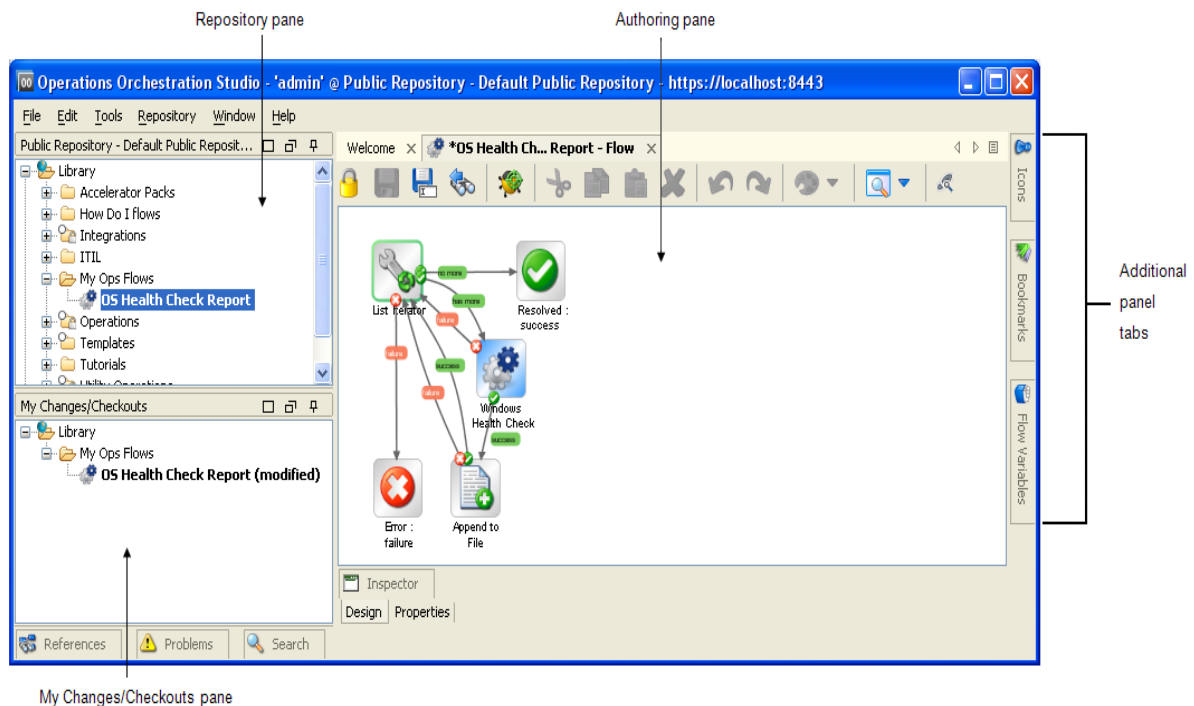 Repository pane
Authoring pane
Operations Orchestration Studio - 'admin' @ Public Repository - Default Public Repository - https://localhost:8443
File Edit Tools Repository Window Help
Public Repository - Default Public Reposit...
Library
Accelerator Packs
How Do I flows
Integrations
ITIL
My Ops Flows
OS Health Check Report
Operations
Templates
Tutorials
My Changes/Checkouts
Library
My Ops Flows
OS Health Check Report (modified)
References
Problems
Search
My Changes/Checkouts pane
Welcome
*OS Health Ch... Report - Flow
no more
has more
failure
failure
success
failure
success
List Iterator
Resolved :
success
Windows
Health Check
Error :
failure
Append to
File
Inspector
Design
Properties
Icons
Bookmarks
Flow Variables
Additional
panel
tabs